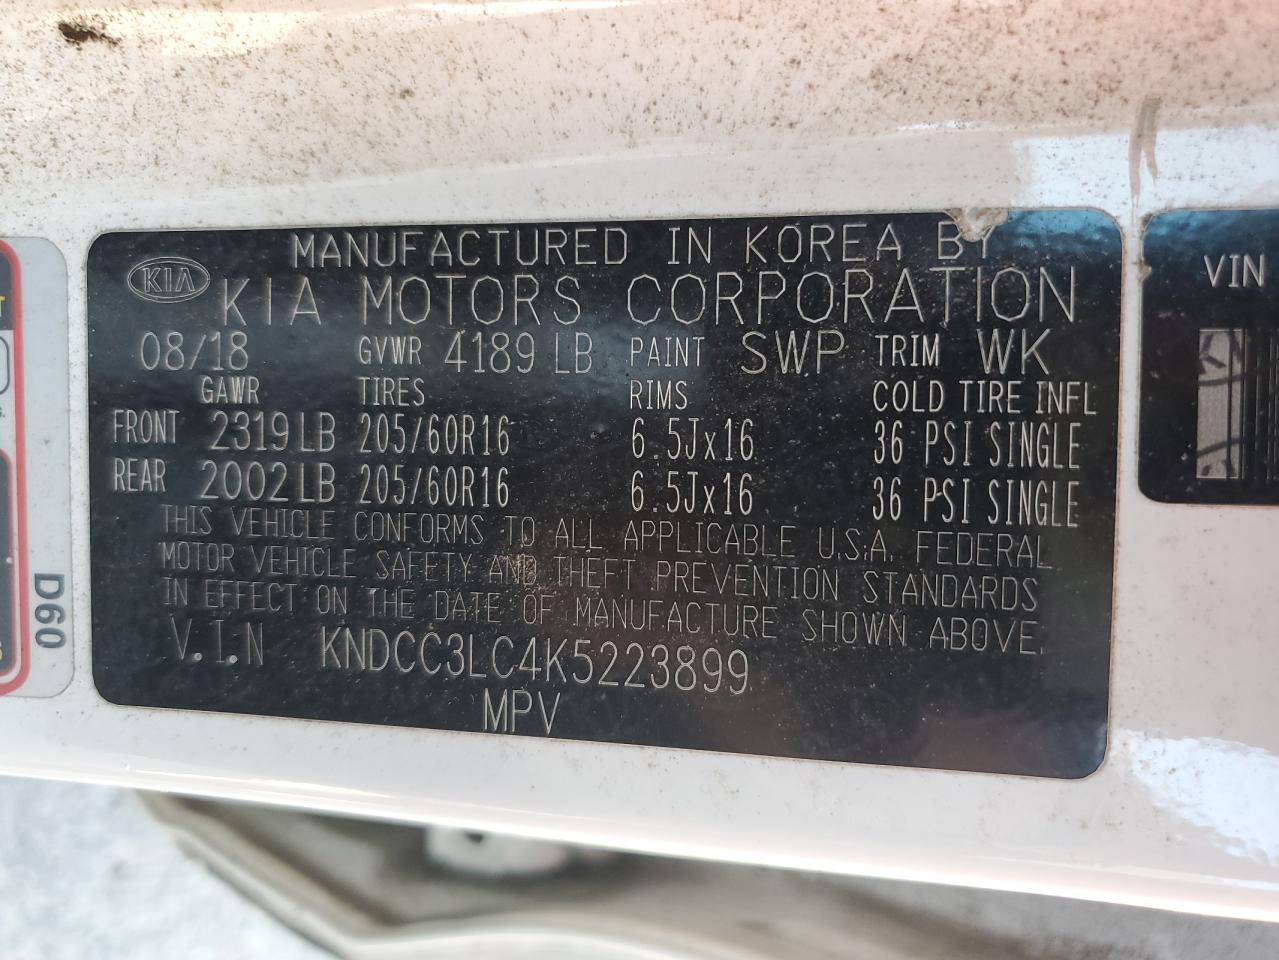 MANUFACTURED IN KOREA BY
KIA KIA MOTORS CORPORATION
08/18 GVWR 4189 LB PAINT SWP TRIM WK
GAWR TIRES RIMS COLD TIRE INFL
FRONT 2319 LB 205/60R16 6.5Jx16 36 PSI SINGLE
REAR 2002 LB 205/60R16 6.5Jx16 36 PSI SINGLE
THIS VEHICLE CONFORMS TO ALL APPLICABLE U.S.A. FEDERAL
MOTOR VEHICLE SAFETY AND THEFT PREVENTION STANDARDS
IN EFFECT ON THE DATE OF MANUFACTURE SHOWN ABOVE.
V.I.N KNDCC3LC4K5223899
MPV
D60
VIN